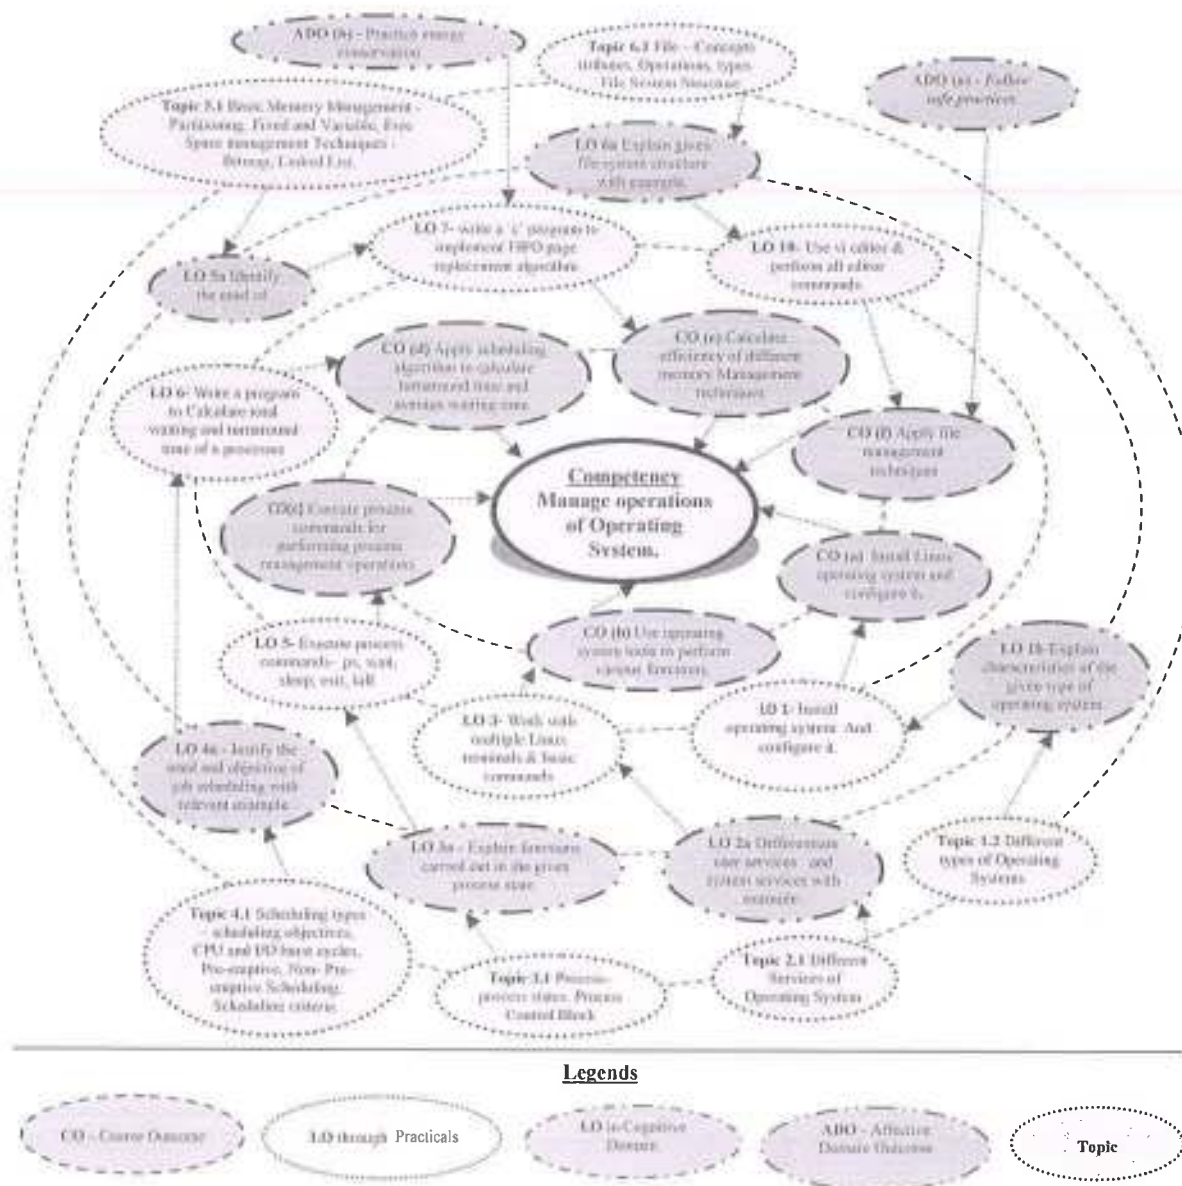 ADO (b) - Practice energy
conservation
Topic 6.1 File – Concepts
Operations, types
File System Structure
ADO (a) - Follow
safe practices
Topic 5.1 Basic Memory Management -
Partitioning, Fixed and Variable, Free
Space management Techniques -
Bitmap, Linked List.
LO 6a Explain given
file system structure
with example.
LO 7- write a 'c' program to
implement FIFO page
replacement algorithm
LO 10- Use vi editor &
perform all editor
commands
LO 5a Identify
the need of
CO (d) Apply scheduling
algorithm to calculate
turnaround time and
average waiting time
CO (e) Calculate
efficiency of different
memory Management
techniques
LO 6- Write a program
to Calculate total
waiting and turnaround
time of n processes
CO (f) Apply file
management
techniques
Competency
Manage operations
of Operating
System.
Execute process
commands for
performing process
management operations
CO (a) Install Linux
operating system and
configure it.
CO (b) Use operating
system tools to perform
various functions
LO 5- Execute process
commands- ps, wait,
sleep, exit, kill
LO 1b-Explain
characteristics of the
given type of
operating system
LO 3- Work with
multiple Linux
terminals & basic
commands
LO 1- Install
operating system And
configure it.
LO 4a - Justify the
need and objective of
job scheduling with
relevant example
LO 3a - Explain functions
carried out in the given
process state
LO 2a Differentiate
user services and
system services with
example
Topic 1.2 Different
types of Operating
Systems
Topic 4.1 Scheduling types
scheduling objectives,
CPU and I/O burst cycles,
Pre-emptive, Non- Pre-
emptive Scheduling,
Scheduling criteria
Topic 3.1 Process-
process states, Process
Control Block
Topic 2.1 Different
Services of
Operating System
Legends
CO - Course Outcome
LO through Practicals
LO in Cognitive
Domain
ADO - Affective
Domain Outcome
Topic